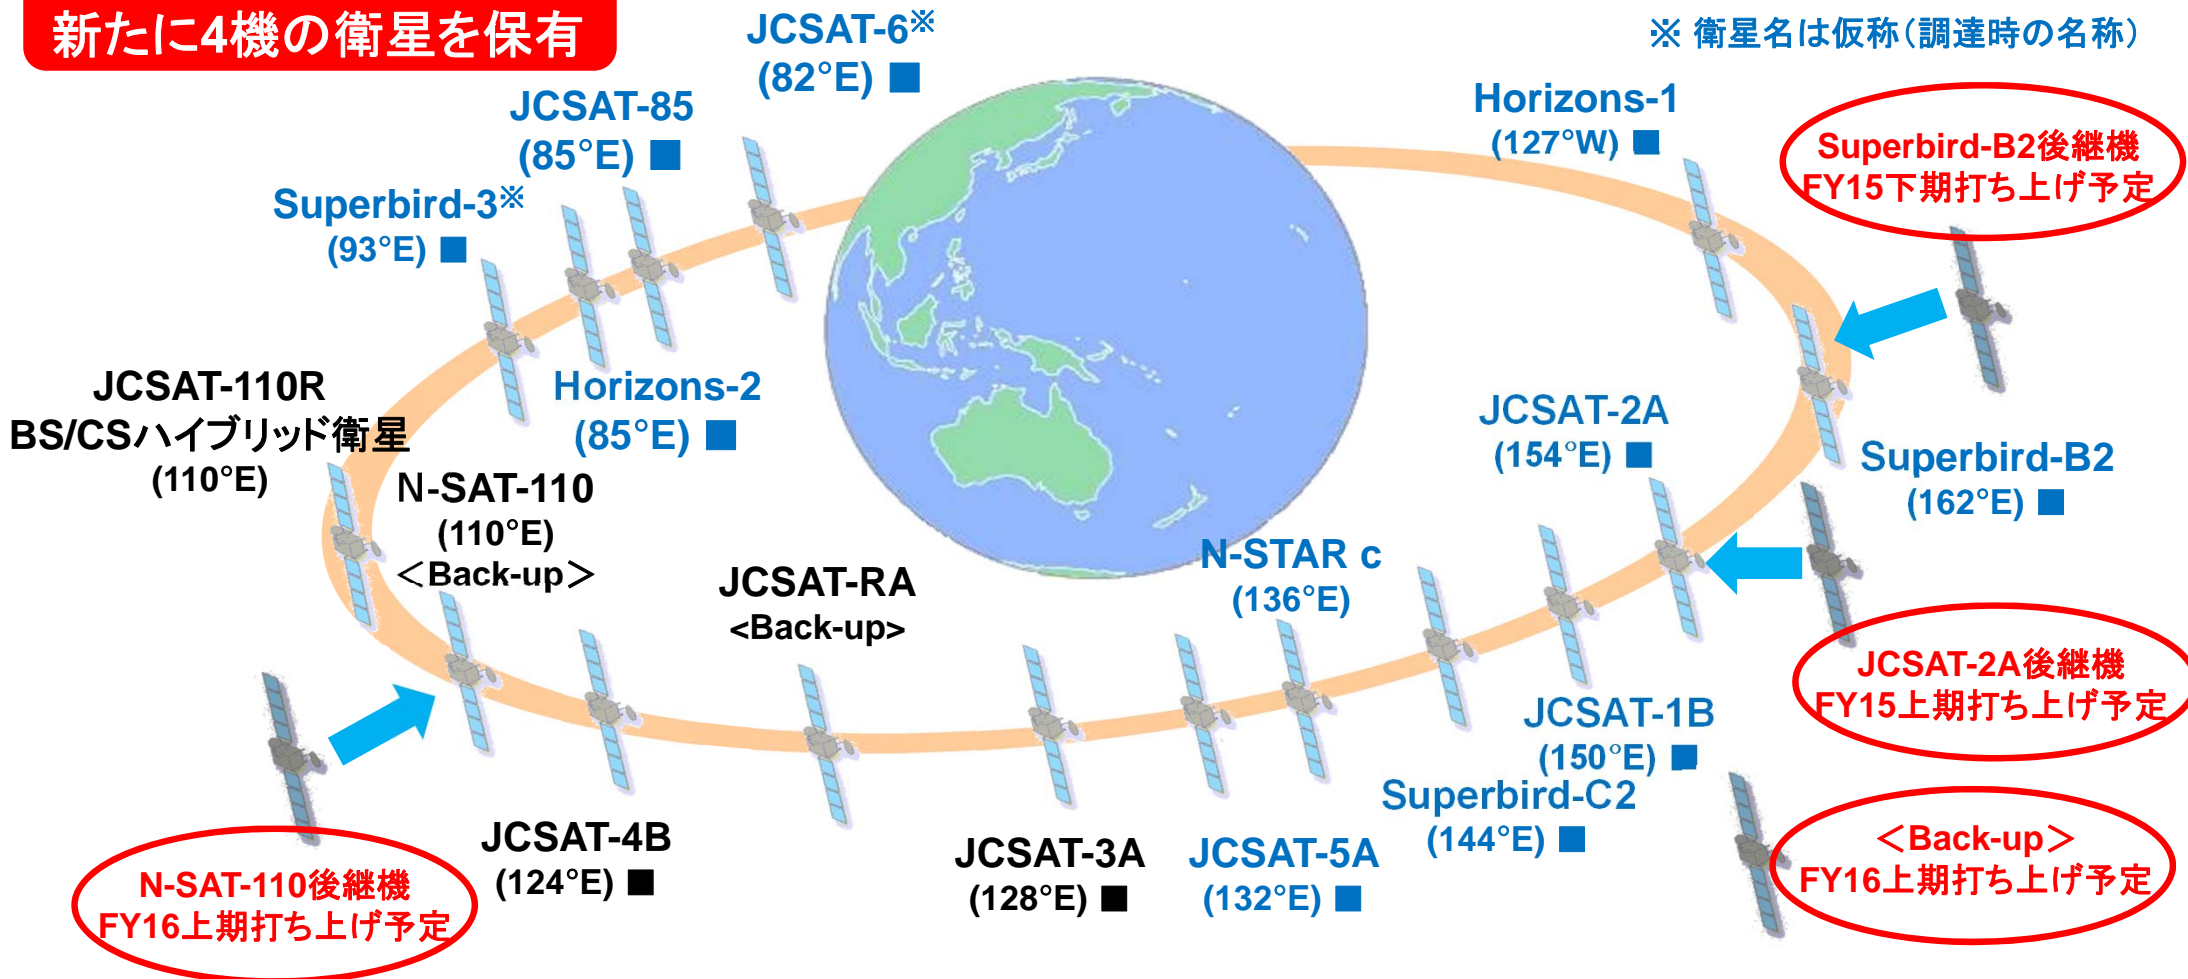 新たに4機の衛星を保有
※ 衛星名は仮称(調達時の名称)
JCSAT-6※
(82°E) ■
JCSAT-85
(85°E) ■
Superbird-3※
(93°E) ■
Horizons-1
(127°W) ■
Superbird-B2後継機
FY15下期打ち上げ予定
JCSAT-110R
BS/CSハイブリッド衛星
(110°E)
Horizons-2
(85°E) ■
N-SAT-110
(110°E)
＜Back-up＞
JCSAT-2A
(154°E) ■
Superbird-B2
(162°E) ■
JCSAT-RA
<Back-up>
N-STAR c
(136°E)
JCSAT-2A後継機
FY15上期打ち上げ予定
JCSAT-1B
(150°E) ■
Superbird-C2
(144°E) ■
JCSAT-4B
(124°E) ■
JCSAT-3A
(128°E) ■
JCSAT-5A
(132°E) ■
＜Back-up＞
FY16上期打ち上げ予定
N-SAT-110後継機
FY16上期打ち上げ予定